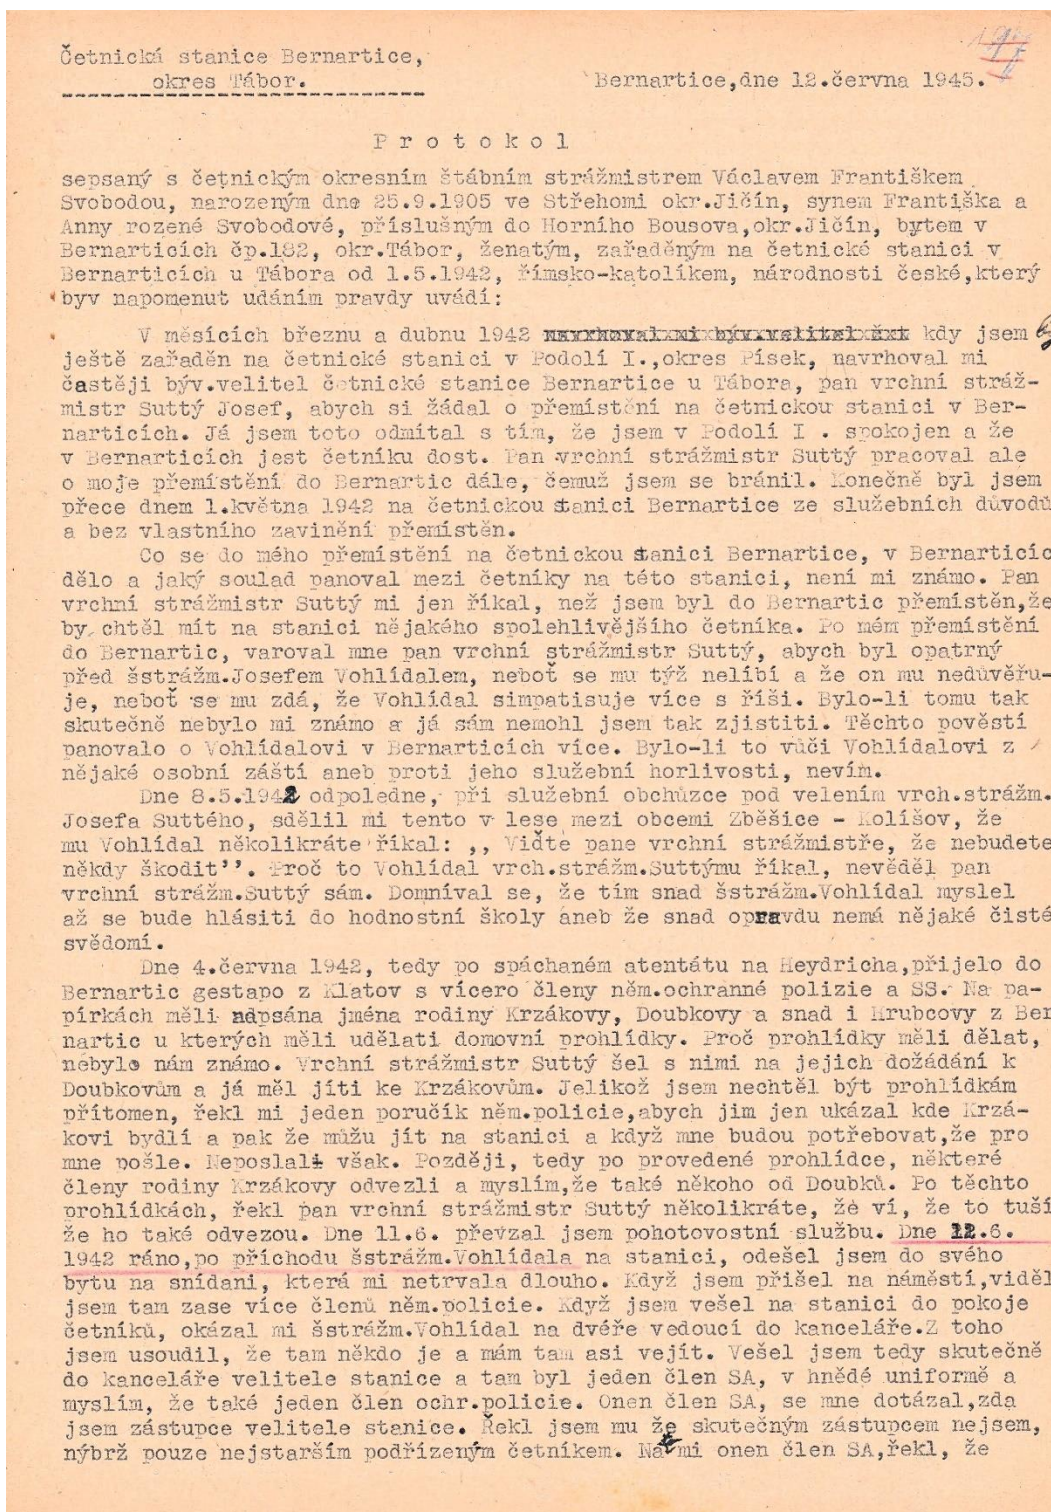 Četnická stanice Bernartice,
okres Tábor.
Bernartice,dne 12.června 1945.
P r o t o k o l
sepsaný s četnickým okresním štábním strážmistrem Václavem Františkem
Svobodou, narozeným dne 25.9.1905 ve Střehomi okr.Jičín, synem Františka a
Anny rozené Svobodové, příslušným do Horního Bousova,okr.Jičín, bytem v
Bernarticích čp.182, okr.Tábor, ženatým, zařaděným na četnické stanici v
Bernarticích u Tábora od 1.5.1942, římsko-katolíkem, národnosti české,který
byv napomenut udáním pravdy uvádí:
V měsících březnu a dubnu 1942 navrhoval mi býv.velitel čet kdy jsem byl
ještě zařaděn na četnické stanici v Podolí I.,okres Písek, navrhoval mi
častěji býv.velitel četnické stanice Bernartice u Tábora, pan vrchní stráž-
mistr Suttý Josef, abych si žádal o přemístění na četnickou stanici v Ber-
narticích. Já jsem toto odmítal s tím, že jsem v Podolí I . spokojen a že
v Bernarticích jest četníku dost. Pan vrchní strážmistr Suttý pracoval ale
o moje přemístění do Bernartic dále, čemuž jsem se bránil. Konečně byl jsem
přece dnem 1.května 1942 na četnickou stanici Bernartice ze služebních důvodů
a bez vlastního zavinění přemístěn.
Co se do mého přemístění na četnickou stanici Bernartice, v Bernarticíc
dělo a jaký soulad panoval mezi četníky na této stanici, není mi známo. Pan
vrchní strážmistr Suttý mi jen říkal, než jsem byl do Bernartic přemístěn,že
by chtěl mít na stanici nějakého spolehlivějšího četníka. Po mém přemístění
do Bernartic, varoval mne pan vrchní strážmistr Suttý, abych byl opatrný
před šstrážm.Josefem Vohlídalem, neboť se mu týž nelíbí a že on mu nedůvěřu-
je, neboť se mu zdá, že Vohlídal simpatisuje více s říši. Bylo-li tomu tak
skutečně nebylo mi známo a já sám nemohl jsem tak zjistiti. Těchto pověstí
panovalo o Vohlídalovi v Bernarticích více. Bylo-li to vůči Vohlídalovi z
nějaké osobní záští aneb proti jeho služební horlivosti, nevím.
Dne 8.5.1942 odpoledne, při služební obchůzce pod velením vrch.strážm.
Josefa Suttého, sdělil mi tento v lese mezi obcemi Zběšice - Kolíšov, že
mu Vohlídal několikráte říkal: ,, Viďte pane vrchní strážmistře, že nebudete
někdy škodit''. Proč to Vohlídal vrch.strážm.Suttýmu říkal, nevěděl pan
vrchní strážm.Suttý sám. Domníval se, že tím snad šstrážm.Vohlídal myslel
až se bude hlásiti do hodnostní školy aneb že snad opravdu nemá nějaké čisté
svědomí.
Dne 4.června 1942, tedy po spáchaném atentátu na Heydricha,přijelo do
Bernartic gestapo z Klatov s vícero členy něm.ochranné polizie a SS. Na pa-
pírkách měli adpsána jména rodiny Krzákovy, Doubkovy a snad i Hrubcovy z Ber
nartic u kterých měli udělati domovní prohlídky. Proč prohlídky měli dělat,
nebylo nám známo. Vrchní strážmistr Suttý šel s nimi na jejich dožádání k
Doubkovům a já měl jíti ke Krzákovům. Jelikož jsem nechtěl být prohlídkám
přítomen, řekl mi jeden poručík něm.policie,abych jim jen ukázal kde Krzá-
kovi bydlí a pak že můžu jít na stanici a když mne budou potřebovat,že pro
mne pošle. Neposlali však. Později, tedy po provedené prohlídce, některé
členy rodiny Krzákovy odvezli a myslím,že také někoho od Doubků. Po těchto
prohlídkách, řekl pan vrchní strážmistr Suttý několikráte, že ví, že to tuší
že ho také odvezou. Dne 11.6. převzal jsem pohotovostní službu. Dne 12.6.
1942 ráno,po příchodu šstrážm.Vohlídala na stanici, odešel jsem do svého
bytu na snídani, která mi netrvala dlouho. Když jsem přišel na náměstí,viděl
jsem tam zase více členů něm.policie. Když jsem vešel na stanici do pokoje
četníků, okázal mi šstrážm.Vohlídal na dvéře vedoucí do kanceláře.Z toho
jsem usoudil, že tam někdo je a mám tam asi vejít. Vešel jsem tedy skutečně
do kanceláře velitele stanice a tam byl jeden člen SA, v hnědé uniformě a
myslím, že také jeden člen ochr.policie. Onen člen SA, se mne dotázal,zda
jsem zástupce velitele stanice. Řekl jsem mu že skutečným zástupcem nejsem,
nýbrž pouze nejstarším podřízeným četníkem. Na mi onen člen SA,řekl, že